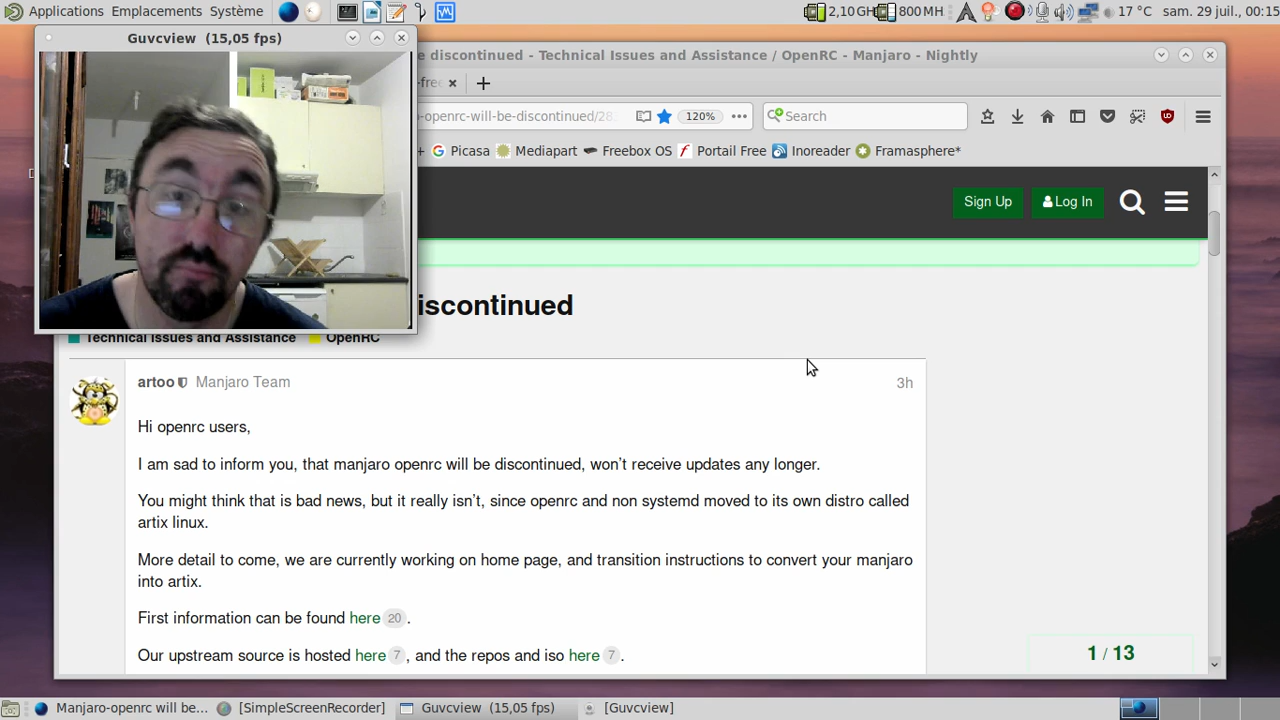 Applications Emplacements Système
2,10 GH 800 MH 17 °C sam. 29 juil., 00:15
Guvcview (15,05 fps)
e discontinued - Technical Issues and Assistance / OpenRC - Manjaro - Nightly
-free
-openrc-will-be-discontinued/28
120%
Search
Picasa Mediapart Freebox OS Portail Free Inoreader Framasphere*
Sign Up Log In
iscontinued
Technical Issues and Assistance OpenRC
artoo Manjaro Team 3h
Hi openrc users,
I am sad to inform you, that manjaro openrc will be discontinued, won't receive updates any longer.
You might think that is bad news, but it really isn't, since openrc and non systemd moved to its own distro called
artix linux.
More detail to come, we are currently working on home page, and transition instructions to convert your manjaro
into artix.
First information can be found here 20 .
Our upstream source is hosted here 7 , and the repos and iso here 7 .
1 / 13
Manjaro-openrc will be... [SimpleScreenRecorder] Guvcview (15,05 fps) [Guvcview]